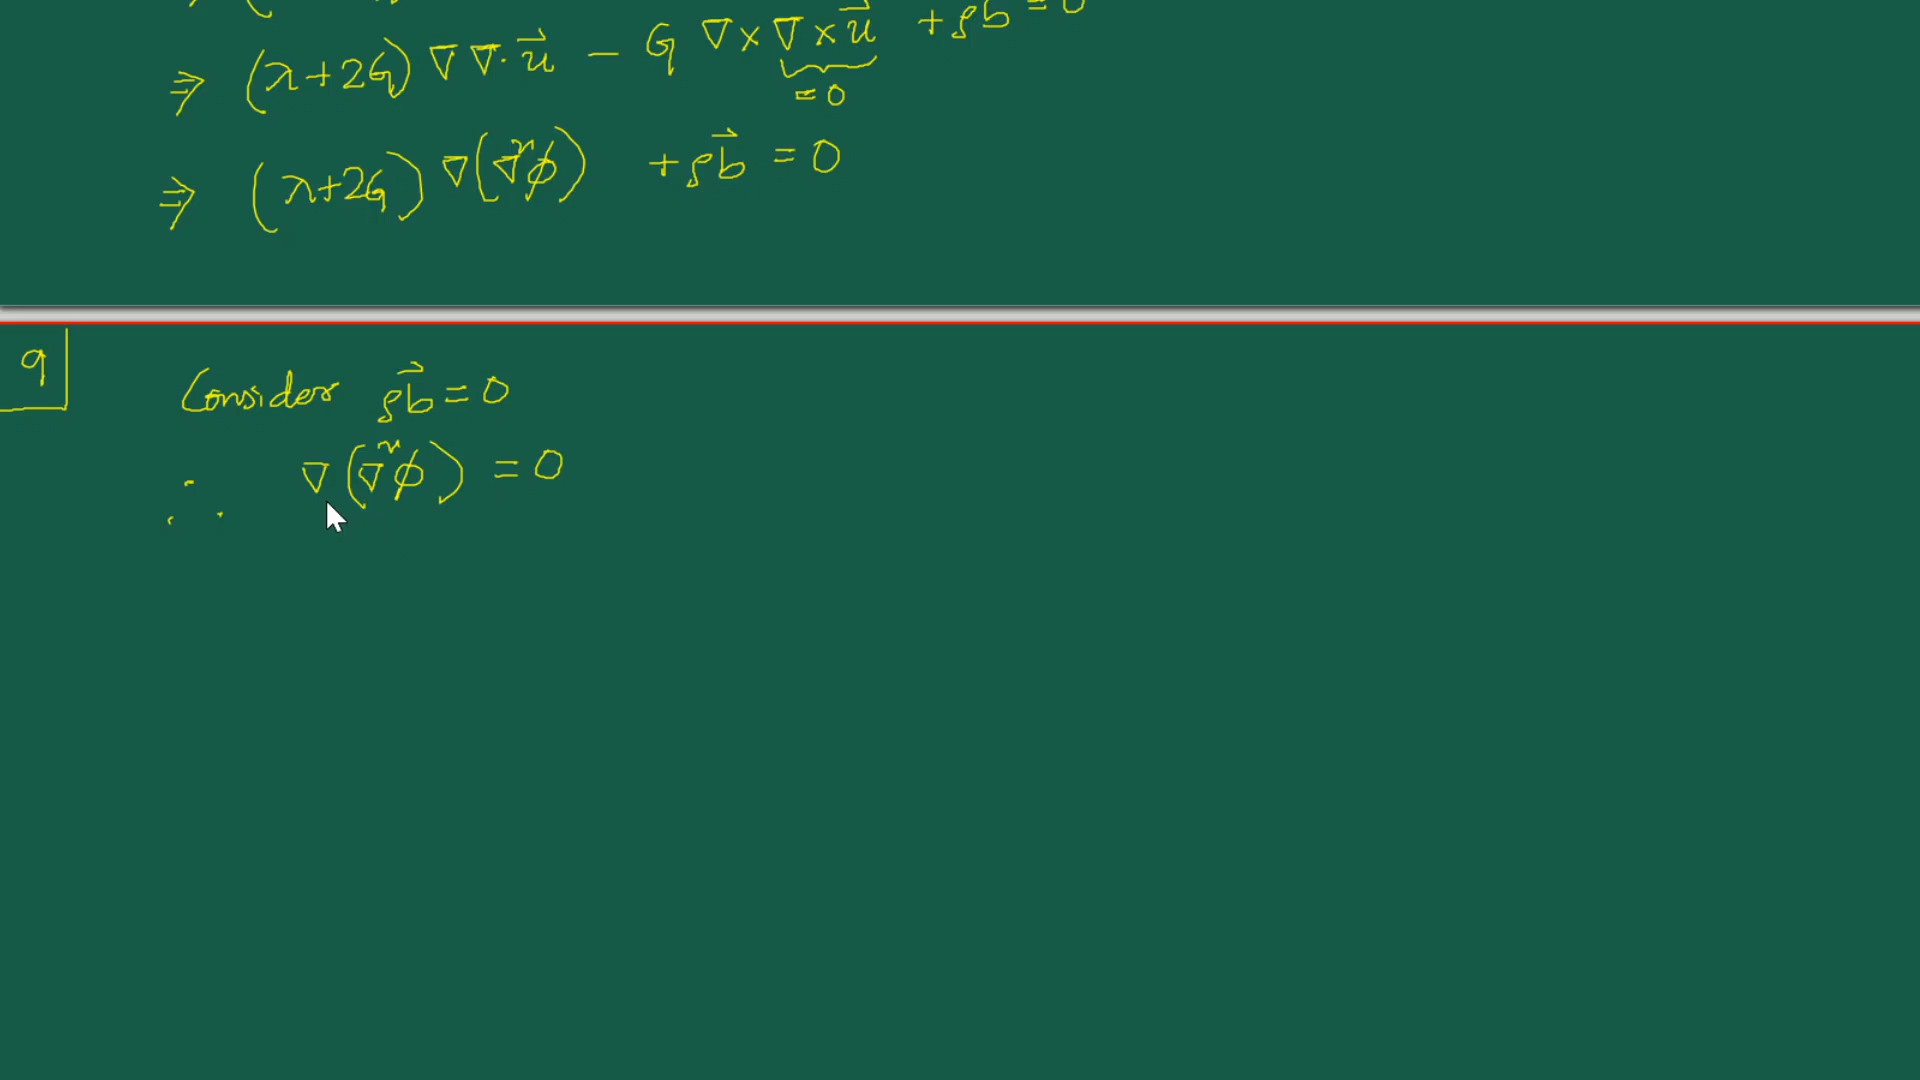 ⇒ (λ+2G) ∇∇·u⃗ − G ∇×∇×u⃗ + ρb = 0
= 0
⇒ (λ+2G) ∇(∇²φ) + ρb⃗ = 0
9
Consider ρb⃗ = 0
∴ ∇(∇²φ) = 0